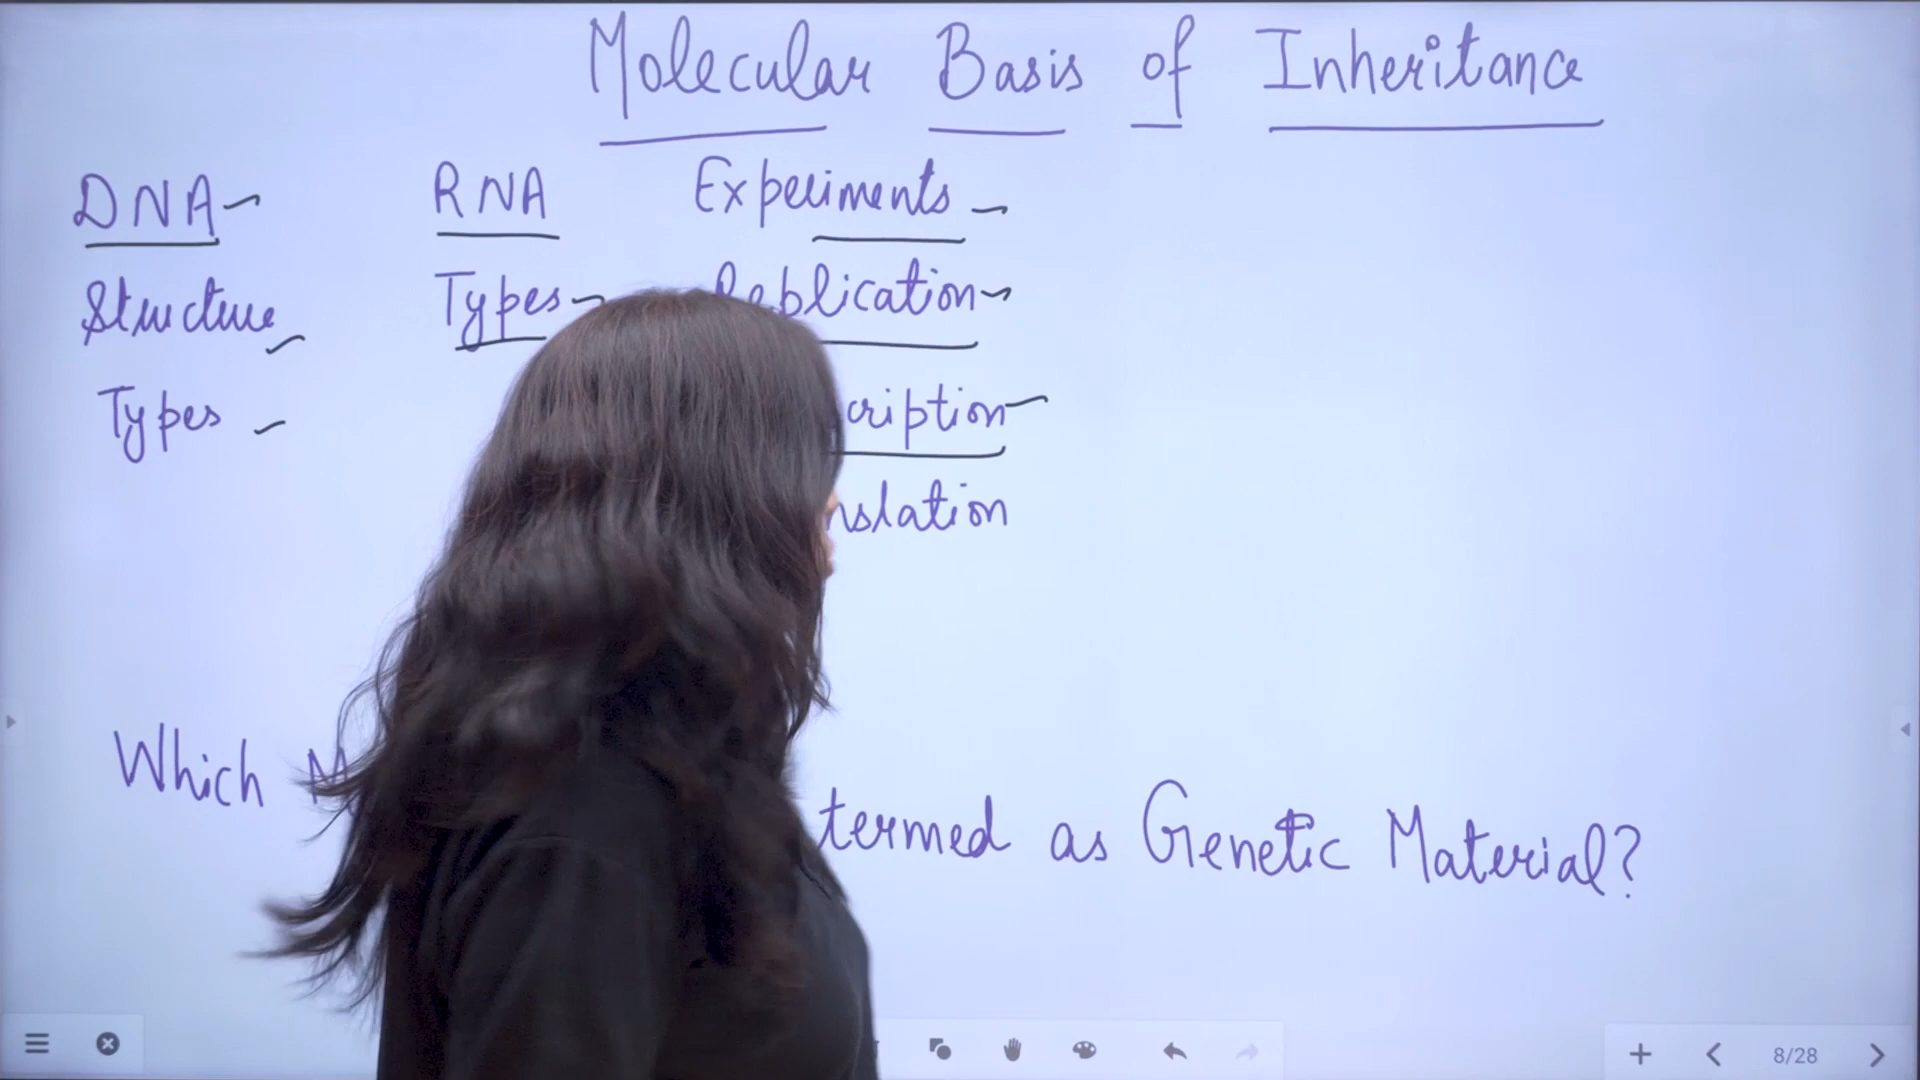 Molecular Basis of Inheritance
DNA RNA Experiments
Structure Types Replication
Types cription
nslation
Which
termed as Genetic Material?
8/28